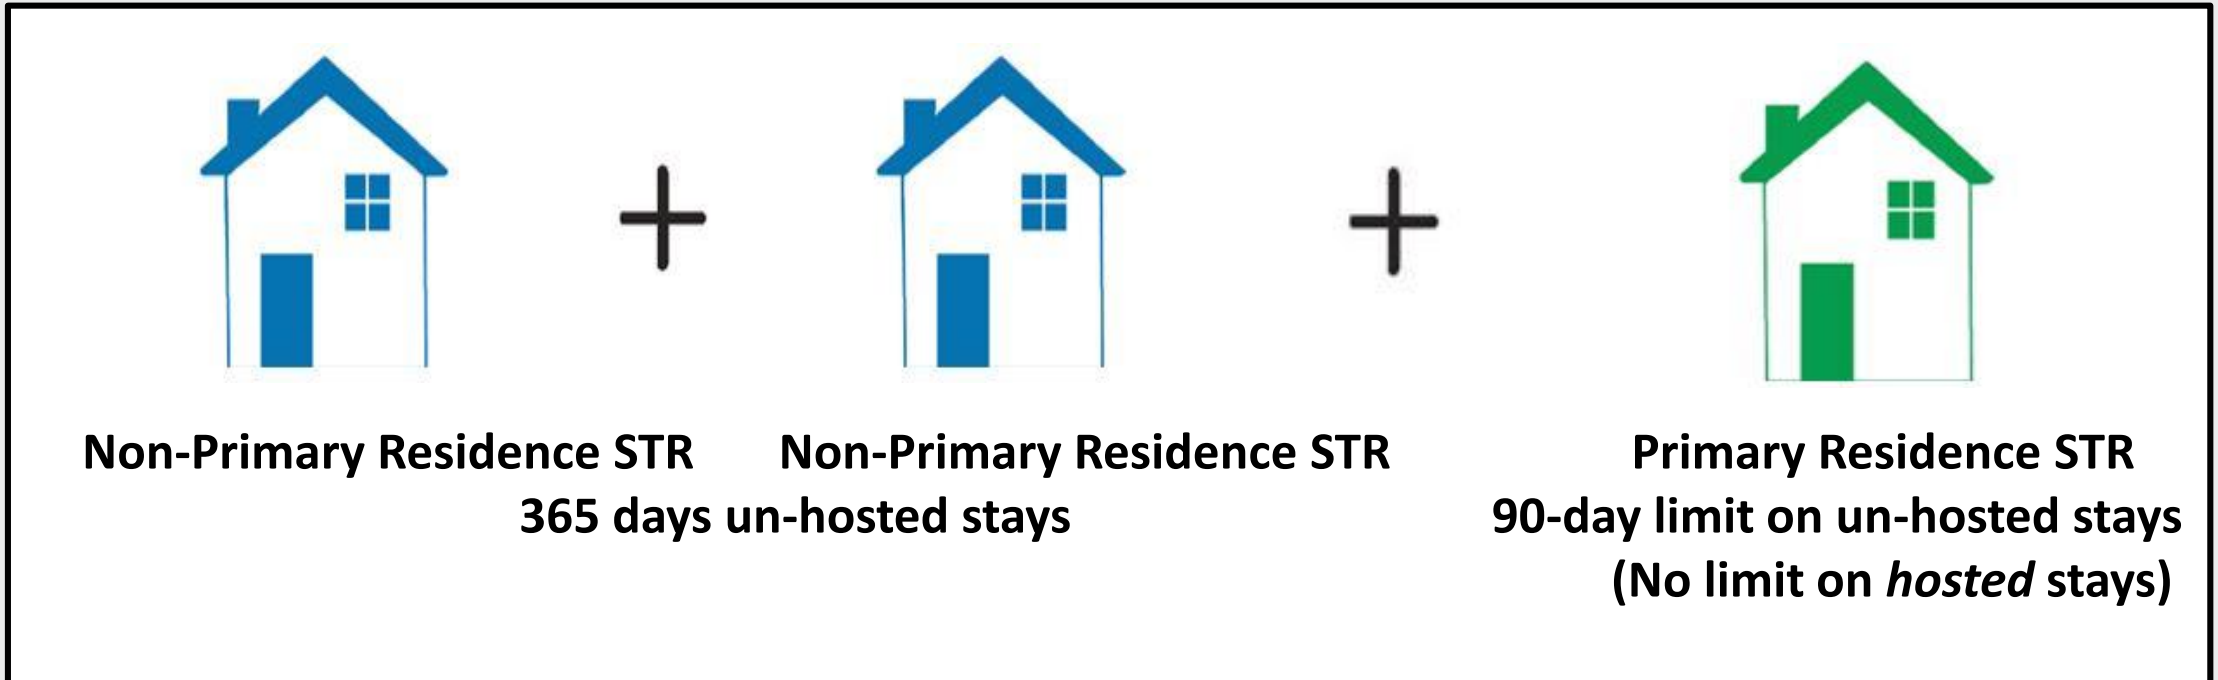 Non-Primary Residence STR Non-Primary Residence STR
365 days un-hosted stays
Primary Residence STR
90-day limit on un-hosted stays
(No limit on hosted stays)